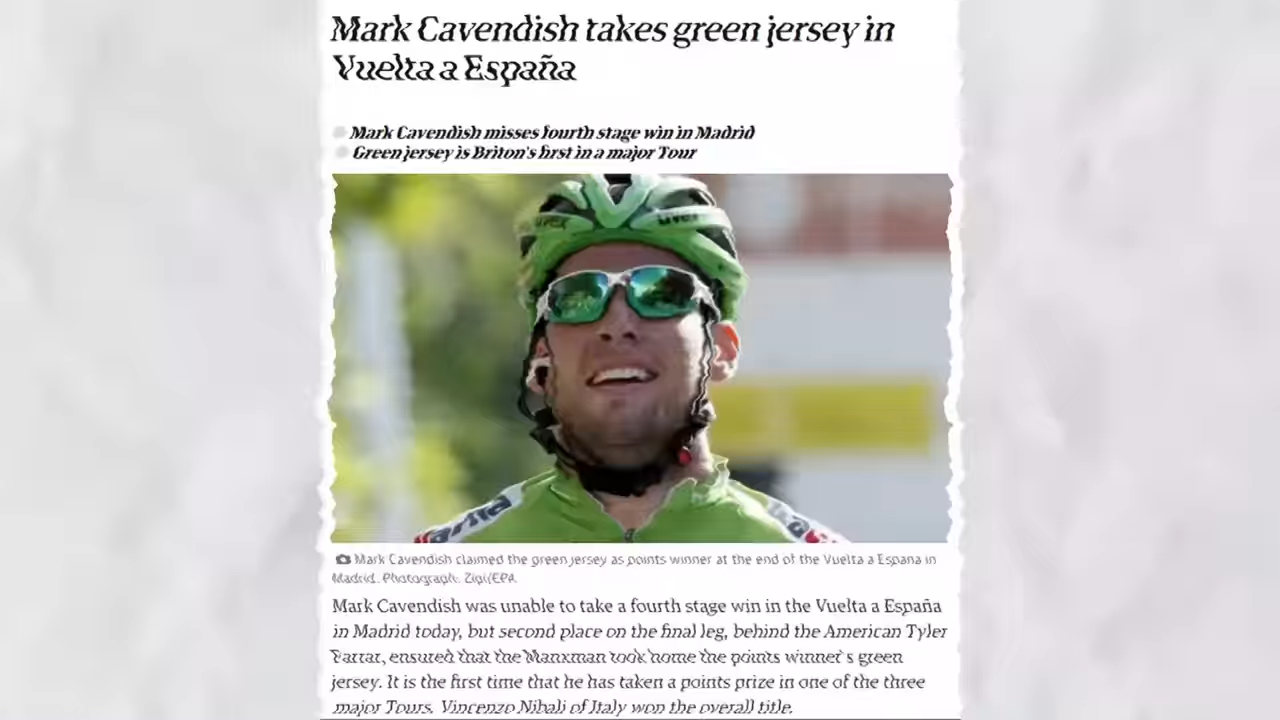 Mark Cavendish takes green jersey in
Vuelta a España
Mark Cavendish misses fourth stage win in Madrid
Green jersey is Briton's first in a major Tour
uvex
uvex
Mark Cavendish claimed the green jersey as points winner at the end of the Vuelta a Espana in
Madrid. Photograph: Zipi/EPA
Mark Cavendish was unable to take a fourth stage win in the Vuelta a España
in Madrid today, but second place on the final leg, behind the American Tyler
Farrar, ensured that the Manxman took home the points winner's green
jersey. It is the first time that he has taken a points prize in one of the three
major Tours. Vincenzo Nibali of Italy won the overall title.